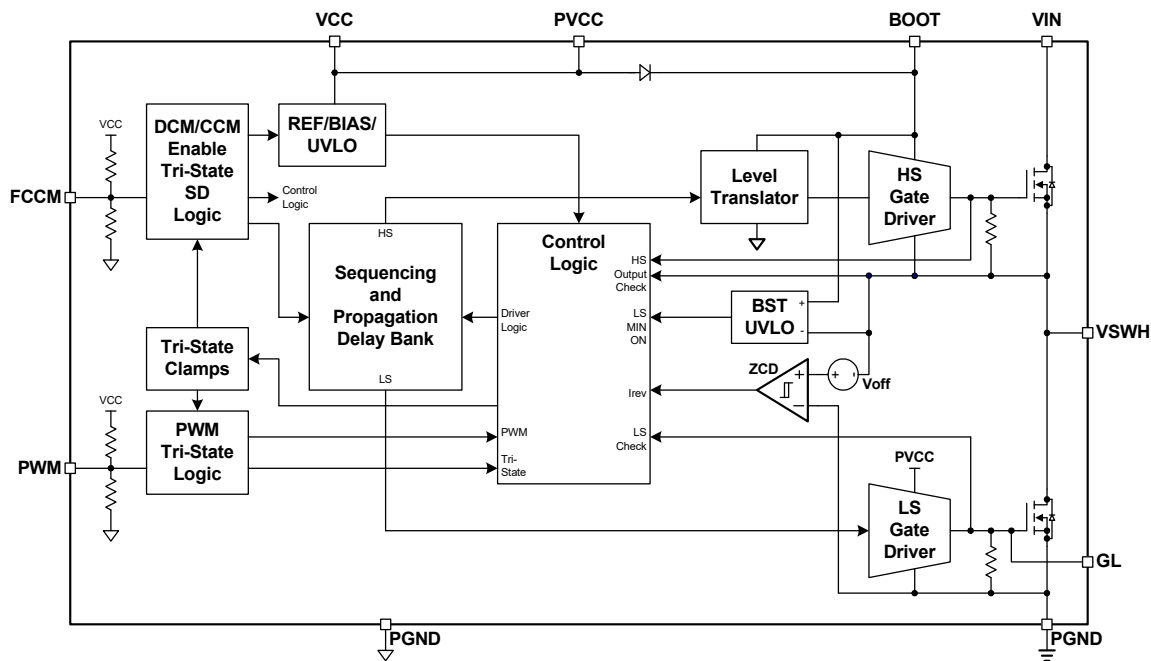 VCC
PVCC
BOOT
VIN
VCC
DCM/CCM
Enable
Tri-State
SD
Logic
REF/BIAS/
UVLO
FCCM
Control
Logic
Level
Translator
HS
Gate
Driver
HS
Sequencing
and
Propagation
Delay Bank
LS
Control
Logic
Driver
Logic
HS
Output
Check
LS
MIN
ON
Irev
LS
Check
PWM
Tri-
State
BST
UVLO
+
-
VSWH
ZCD
+
−
+
-
Voff
Tri-State
Clamps
VCC
PWM
Tri-State
Logic
PWM
PVCC
LS
Gate
Driver
GL
PGND
PGND